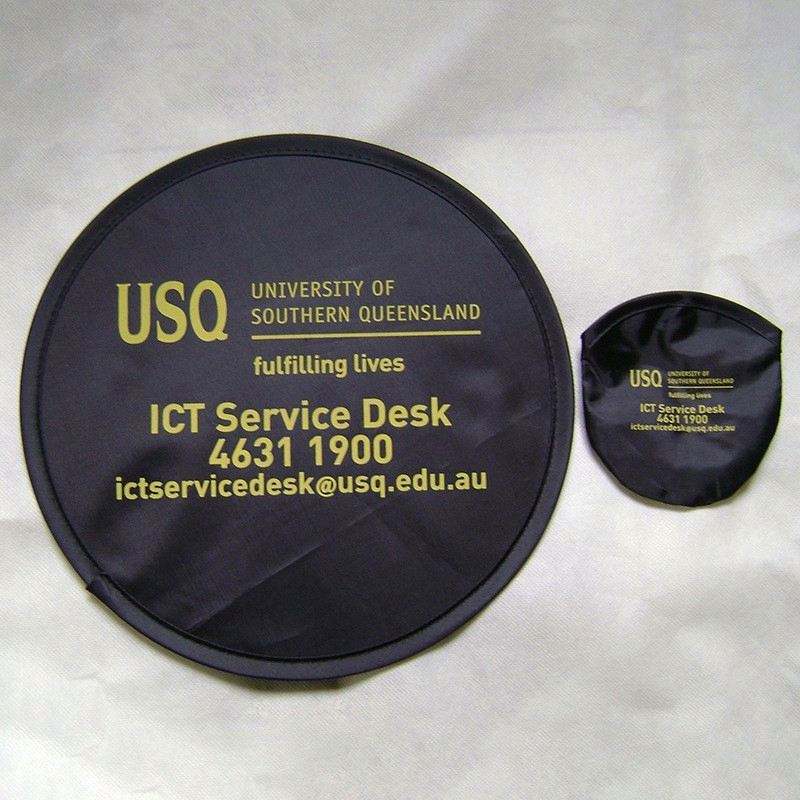 USQ UNIVERSITY OF
SOUTHERN QUEENSLAND
fulfilling lives
ICT Service Desk
4631 1900
ictservicedesk@usq.edu.au
USQ UNIVERSITY OF
SOUTHERN QUEENSLAND
fulfilling lives
ICT Service Desk
4631 1900
ictservicedesk@usq.edu.au